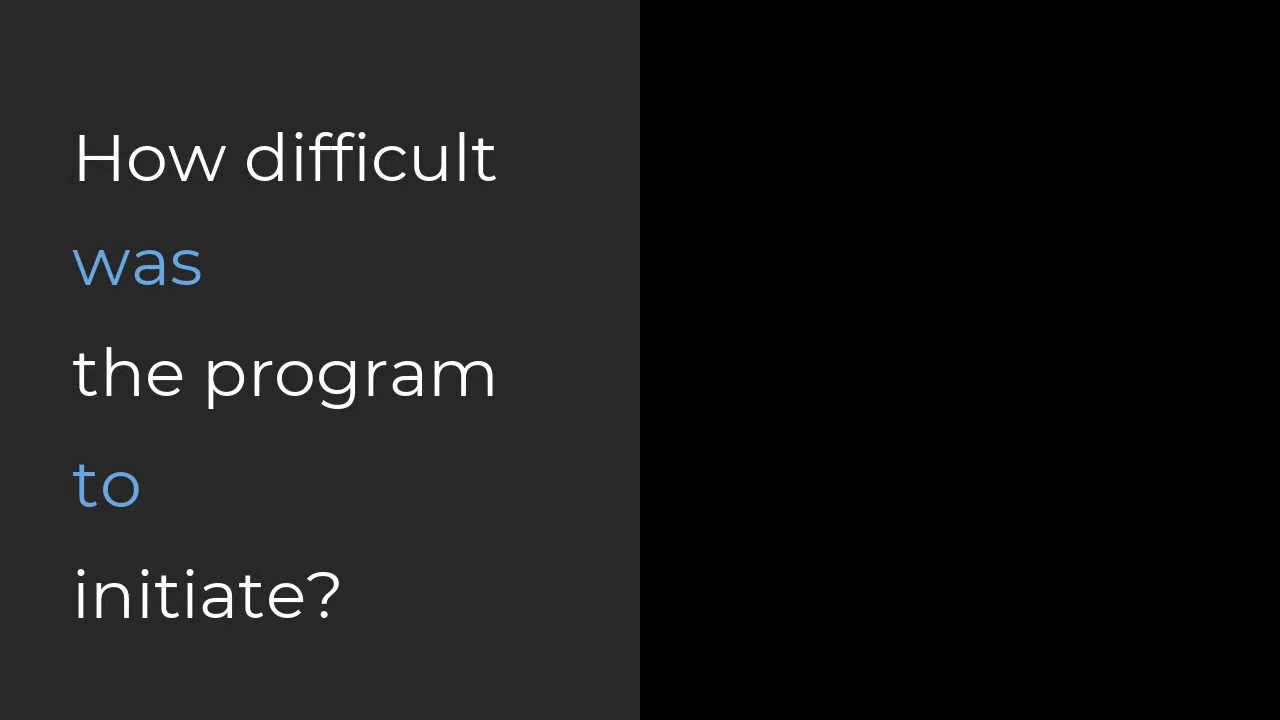 How difficult
was
the program
to
initiate?